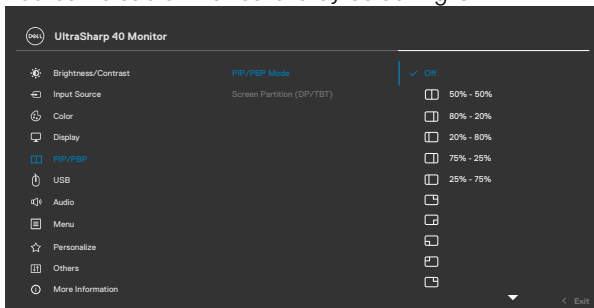 DELL UltraSharp 40 Monitor
Brightness/Contrast PIP/PBP Mode Off
Input Source Screen Partition (DP/TBT) 50% - 50%
Color 80% - 20%
Display 20% - 80%
PIP/PBP 75% - 25%
USB 25% - 75%
Audio
Menu
Personalize
Others
More Information
Exit